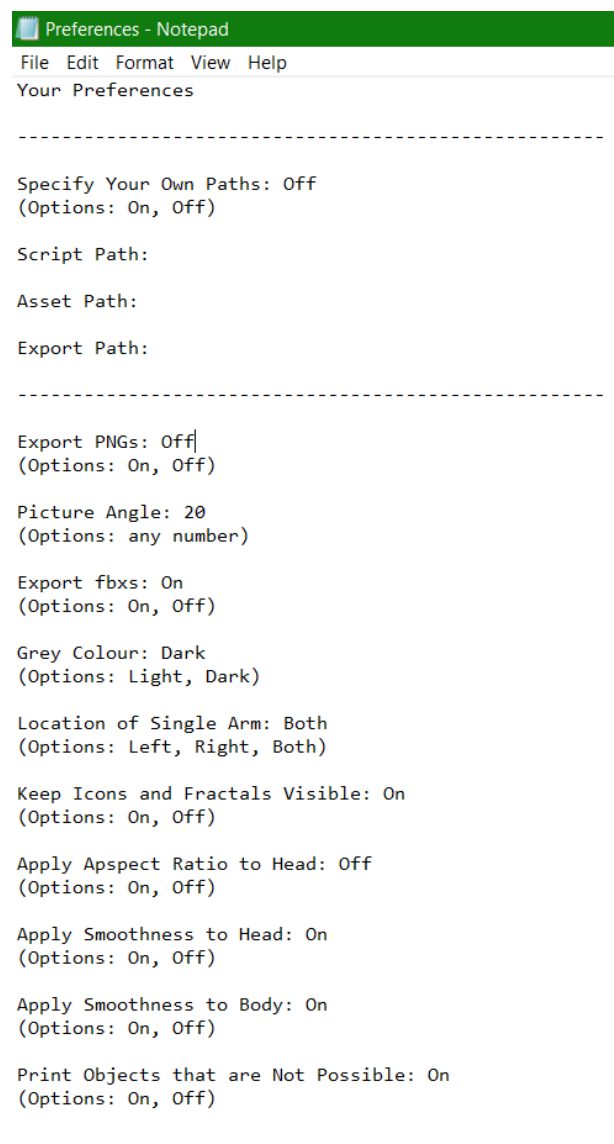 Preferences - Notepad
File Edit Format View Help
Your Preferences
-----------------------------------------------------
Specify Your Own Paths: Off
(Options: On, Off)
Script Path:
Asset Path:
Export Path:
-----------------------------------------------------
Export PNGs: Off
(Options: On, Off)
Picture Angle: 20
(Options: any number)
Export fbxs: On
(Options: On, Off)
Grey Colour: Dark
(Options: Light, Dark)
Location of Single Arm: Both
(Options: Left, Right, Both)
Keep Icons and Fractals Visible: On
(Options: On, Off)
Apply Apspect Ratio to Head: Off
(Options: On, Off)
Apply Smoothness to Head: On
(Options: On, Off)
Apply Smoothness to Body: On
(Options: On, Off)
Print Objects that are Not Possible: On
(Options: On, Off)